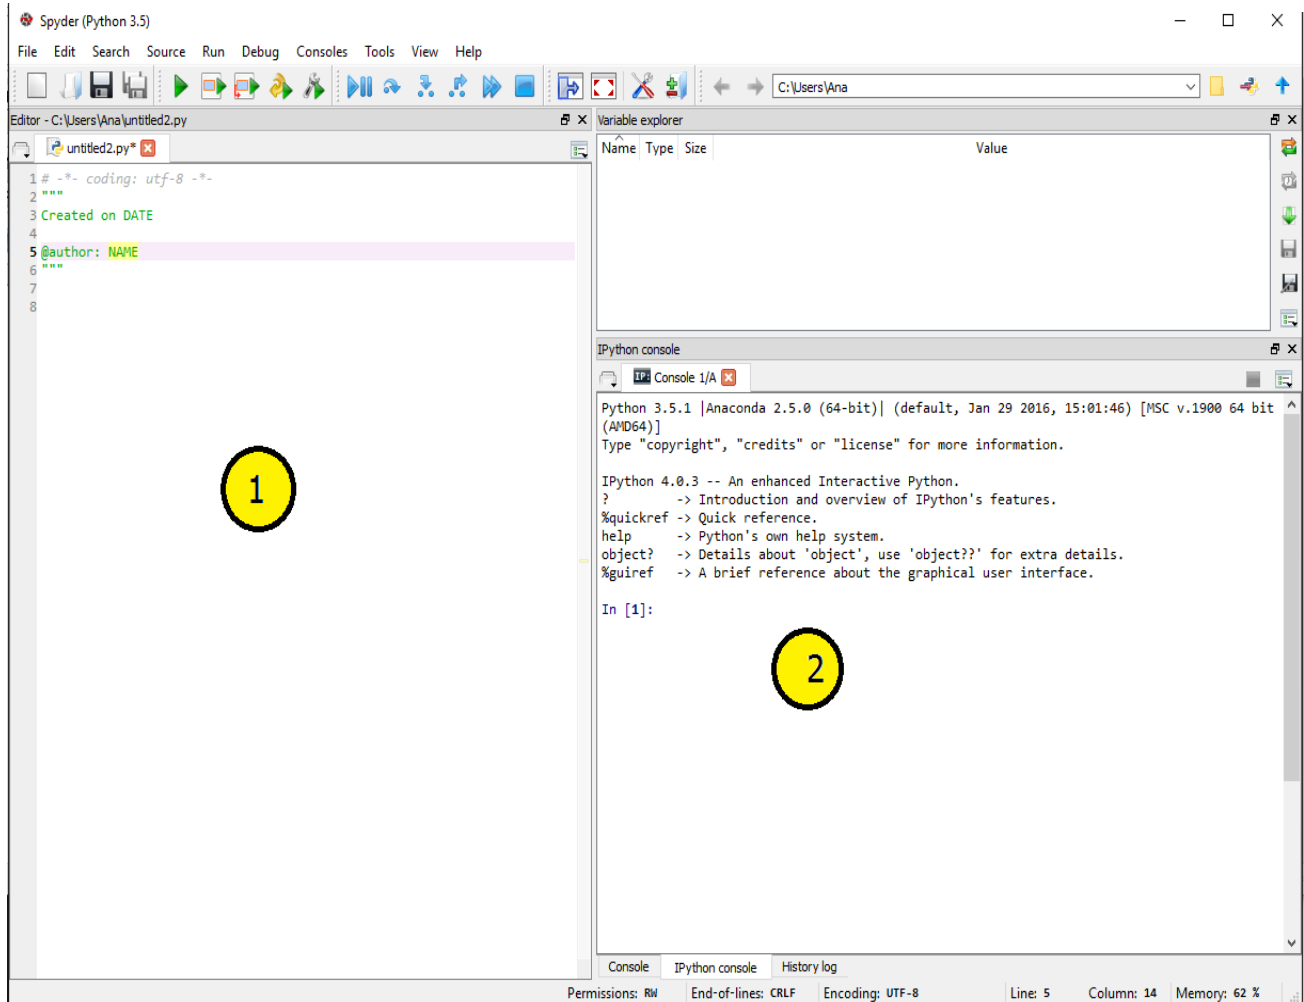 Spyder (Python 3.5)
File Edit Search Source Run Debug Consoles Tools View Help
C:\Users\Ana
Editor - C:\Users\Ana\untitled2.py
untitled2.py*
1 # -*- coding: utf-8 -*-
2 """
3 Created on DATE
4
5 @author: NAME
6 """
7
8
1
Variable explorer
Name Type Size Value
IPython console
IP: Console 1/A
Python 3.5.1 |Anaconda 2.5.0 (64-bit)| (default, Jan 29 2016, 15:01:46) [MSC v.1900 64 bit
(AMD64)]
Type "copyright", "credits" or "license" for more information.
IPython 4.0.3 -- An enhanced Interactive Python.
? -> Introduction and overview of IPython's features.
%quickref -> Quick reference.
help -> Python's own help system.
object? -> Details about 'object', use 'object??' for extra details.
%guiref -> A brief reference about the graphical user interface.
In [1]:
2
Console IPython console History log
Permissions: RW End-of-lines: CRLF Encoding: UTF-8 Line: 5 Column: 14 Memory: 62 %